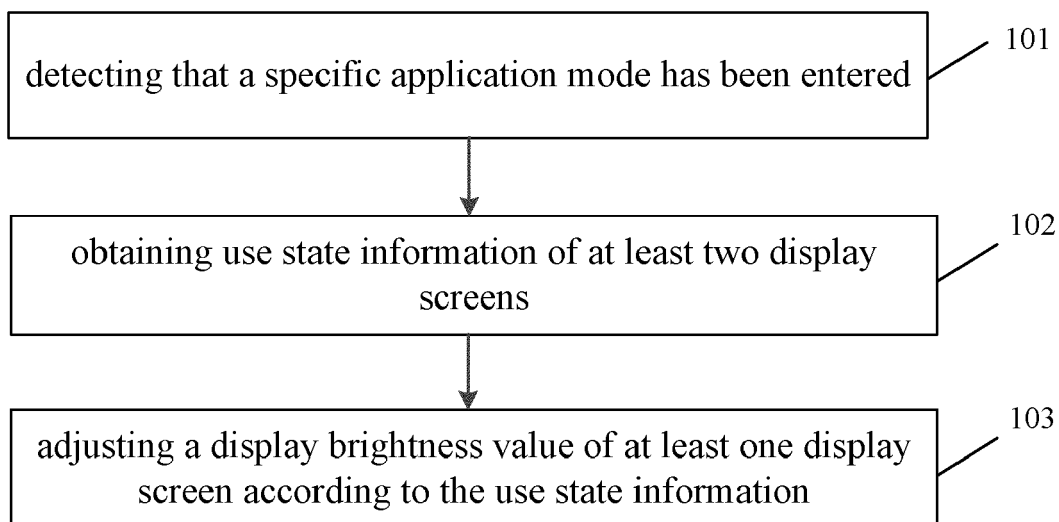 detecting that a specific application mode has been entered
101
obtaining use state information of at least two display
screens
102
adjusting a display brightness value of at least one display
screen according to the use state information
103